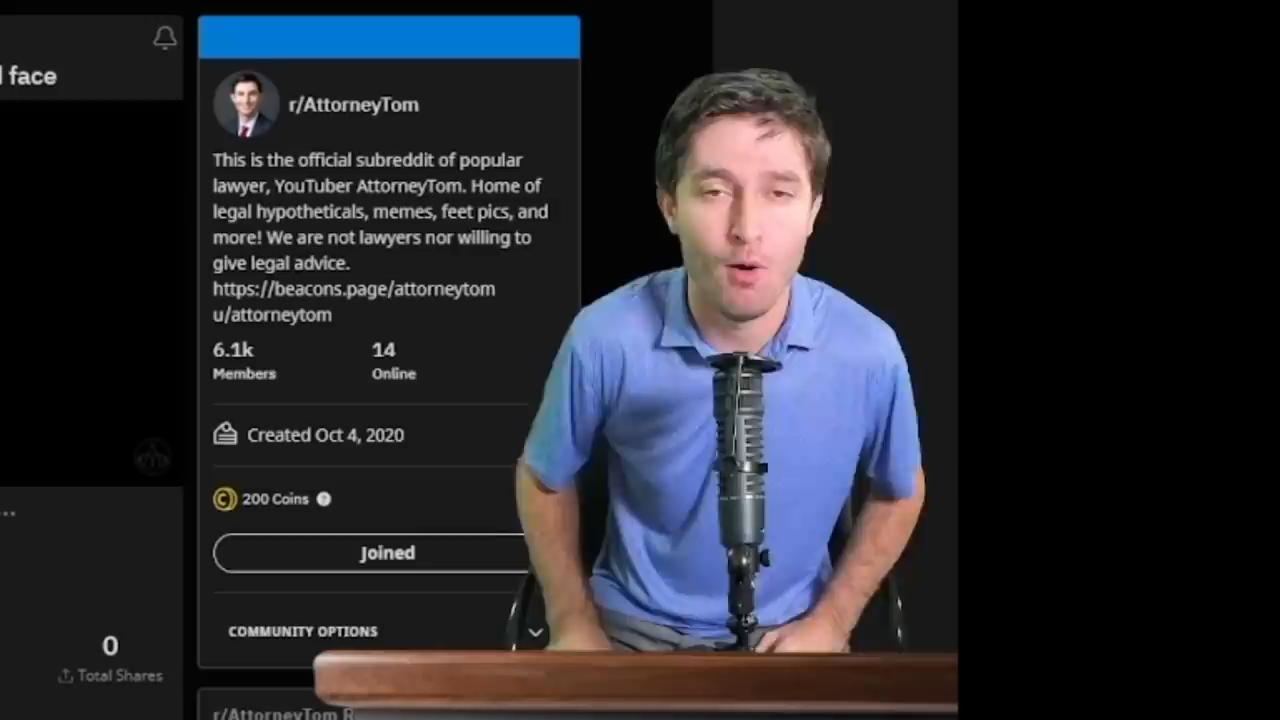 l face
r/AttorneyTom
This is the official subreddit of popular
lawyer, YouTuber AttorneyTom. Home of
legal hypotheticals, memes, feet pics, and
more! We are not lawyers nor willing to
give legal advice.
https://beacons.page/attorneytom
u/attorneytom
6.1k
14
Members
Online
Created Oct 4, 2020
200 Coins
Joined
COMMUNITY OPTIONS
0
Total Shares
r/AttorneyTom R